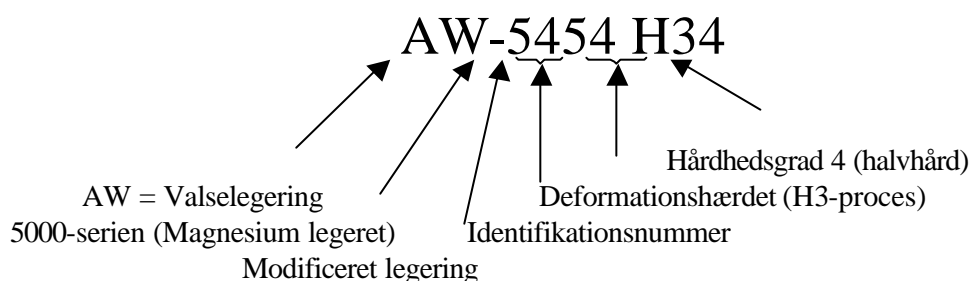 AW-5454 H34
Hårdhedsgrad 4 (halvhård)
AW = Valselegering
Deformationshærdet (H3-proces)
5000-serien (Magnesium legeret)
Identifikationsnummer
Modificeret legering